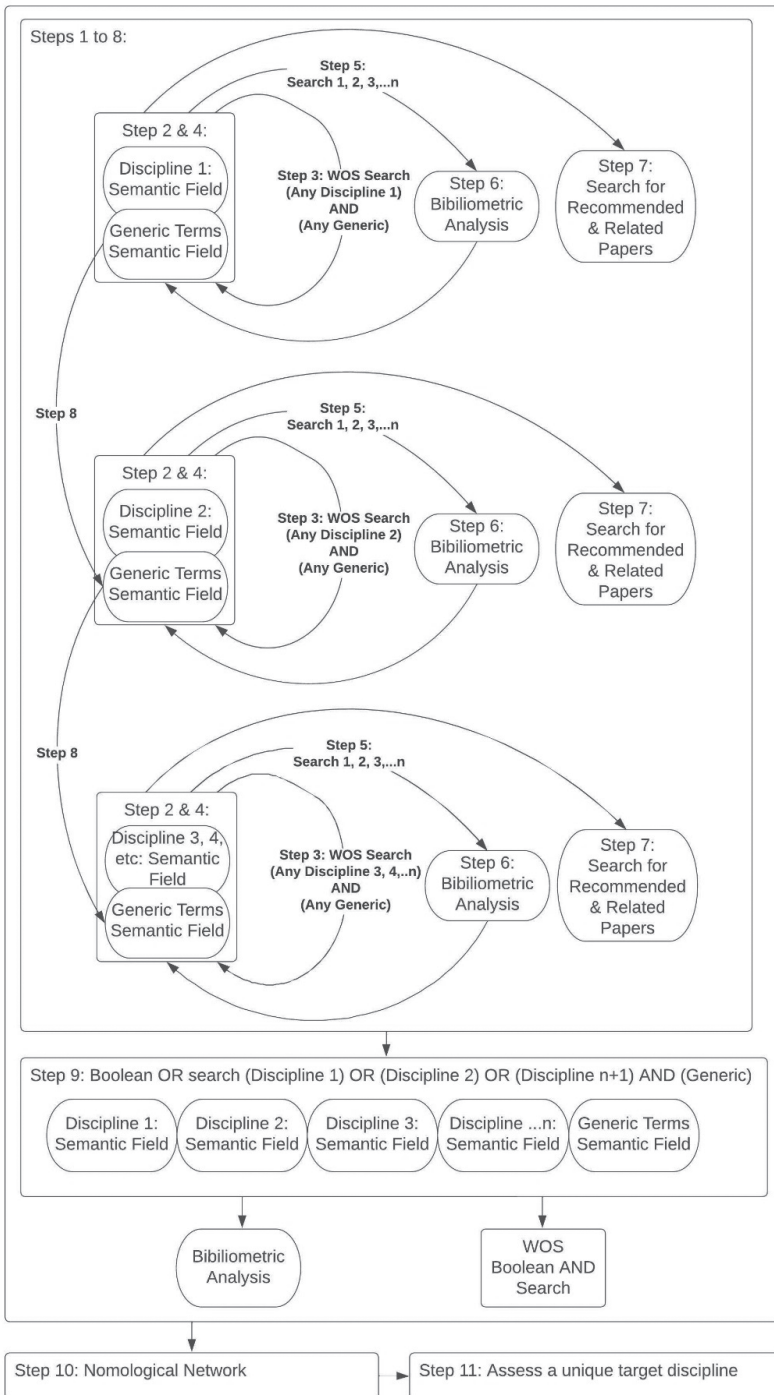 Steps 1 to 8:
Step 5:
Search 1, 2, 3,...n
Step 2 & 4:
Discipline 1:
Semantic Field
Generic Terms
Semantic Field
Step 3: WOS Search
(Any Discipline 1)
AND
(Any Generic)
Step 6:
Bibiliometric
Analysis
Step 7:
Search for
Recommended
& Related
Papers
Step 8
Step 5:
Search 1, 2, 3,...n
Step 2 & 4:
Discipline 2:
Semantic Field
Generic Terms
Semantic Field
Step 3: WOS Search
(Any Discipline 2)
AND
(Any Generic)
Step 6:
Bibiliometric
Analysis
Step 7:
Search for
Recommended
& Related
Papers
Step 8
Step 5:
Search 1, 2, 3,...n
Step 2 & 4:
Discipline 3, 4,
etc: Semantic
Field
Generic Terms
Semantic Field
Step 3: WOS Search
(Any Discipline 3, 4,..n)
AND
(Any Generic)
Step 6:
Bibiliometric
Analysis
Step 7:
Search for
Recommended
& Related
Papers
Step 9: Boolean OR search (Discipline 1) OR (Discipline 2) OR (Discipline n+1) AND (Generic)
Discipline 1:
Semantic Field
Discipline 2:
Semantic Field
Discipline 3:
Semantic Field
Discipline ...n:
Semantic Field
Generic Terms
Semantic Field
Bibiliometric
Analysis
WOS
Boolean AND
Search
Step 10: Nomological Network
Step 11: Assess a unique target discipline